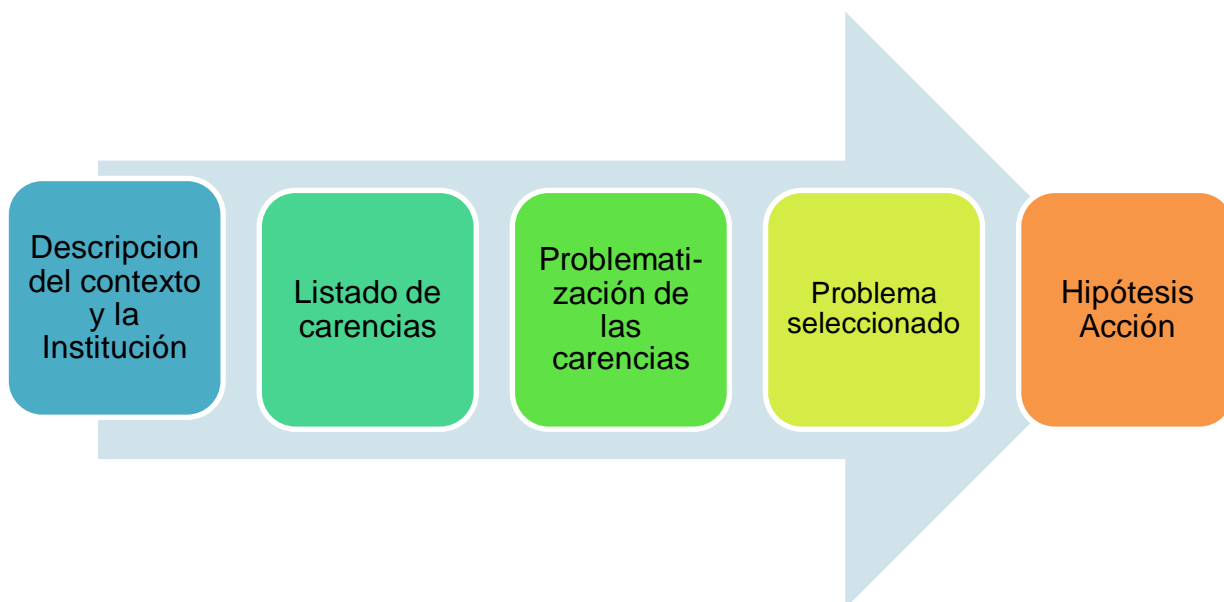 Descripcion
del contexto
y la
Institución
Listado de
carencias
Problemati-
zación de
las
carencias
Problema
seleccionado
Hipótesis
Acción